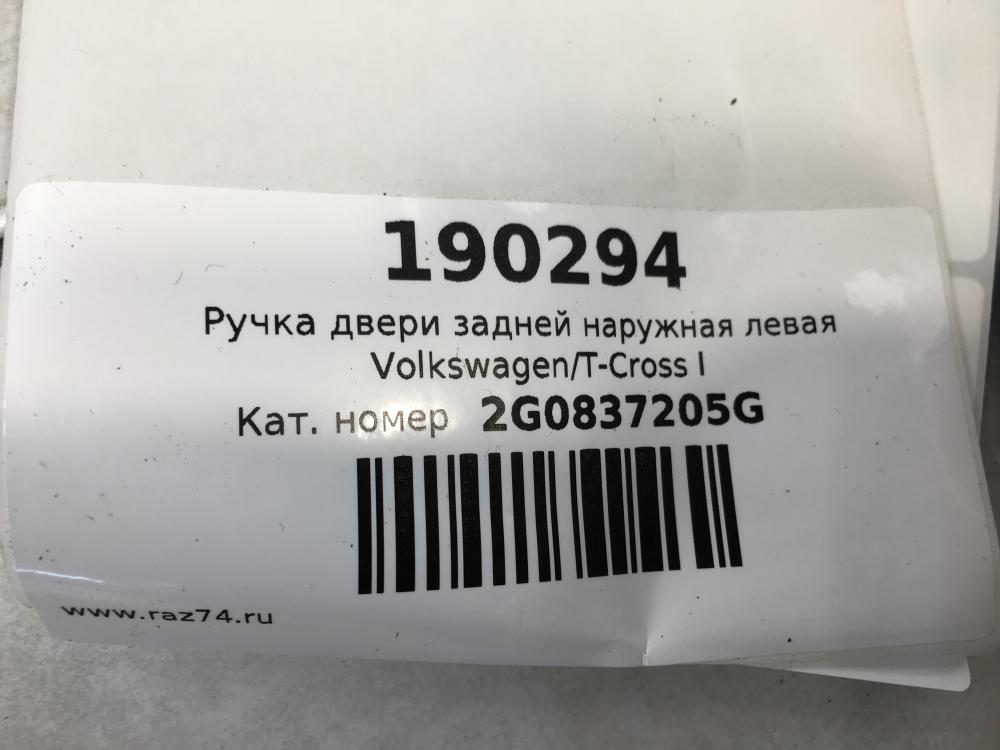 190294
Ручка двери задней наружная левая
Volkswagen/T-Cross I
Кат. номер 2G0837205G
www.raz74.ru